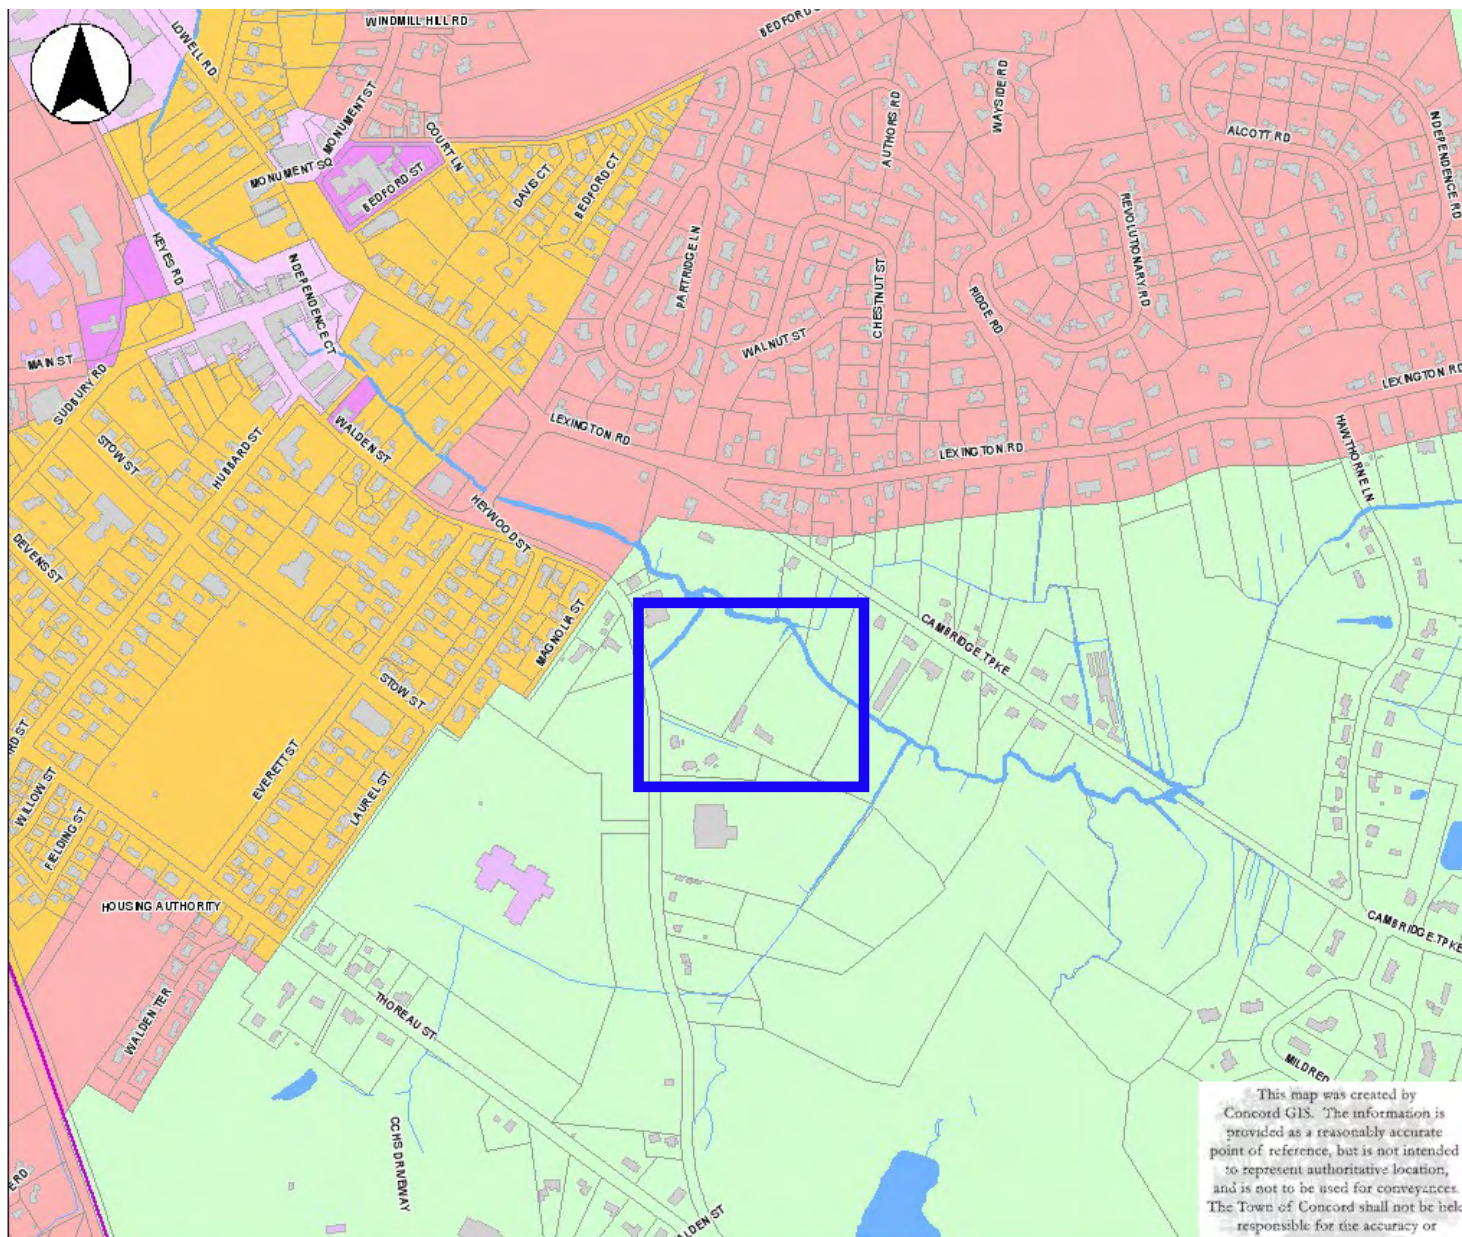 WINDMILL HILL RD
BEDFORD
LOWELL RD
MONUMENT ST
COURT LN
MONUMENT SQ
BEDFORD ST
DAVIS CT
BEDFORD CT
AUTHORS RD
WAYSIDE RD
ALCOTT RD
INDEPENDENCE RD
KEYES RD
INDEPENDENCE CT
PARTRIDGE LN
CHESTNUT ST
REVOLUTIONARY RD
RIDGE RD
WALNUT ST
MAIN ST
SUDBURY RD
LEXINGTON RD
LEXINGTON RD
LEXINGTON RD
HAWTHORNE LN
STOW ST
HUBBARD ST
WALDEN ST
HEYWOOD ST
DEVENS ST
MAGNOLIA ST
CAMBRIDGE TPKE
STOW ST
RD ST
EVERETT ST
LAUREL ST
WILLOW ST
FIELDING ST
HOUSING AUTHORITY
CAMBRIDGE TPKE
WALDEN TER
THOREAU ST
MILDRED
CCHS DRIVEWAY
ERD
ALDEN ST
This map was created by
Concord GIS. The information is
provided as a reasonably accurate
point of reference, but is not intended
to represent authoritative location,
and is not to be used for conveyances.
The Town of Concord shall not be held
responsible for the accuracy or